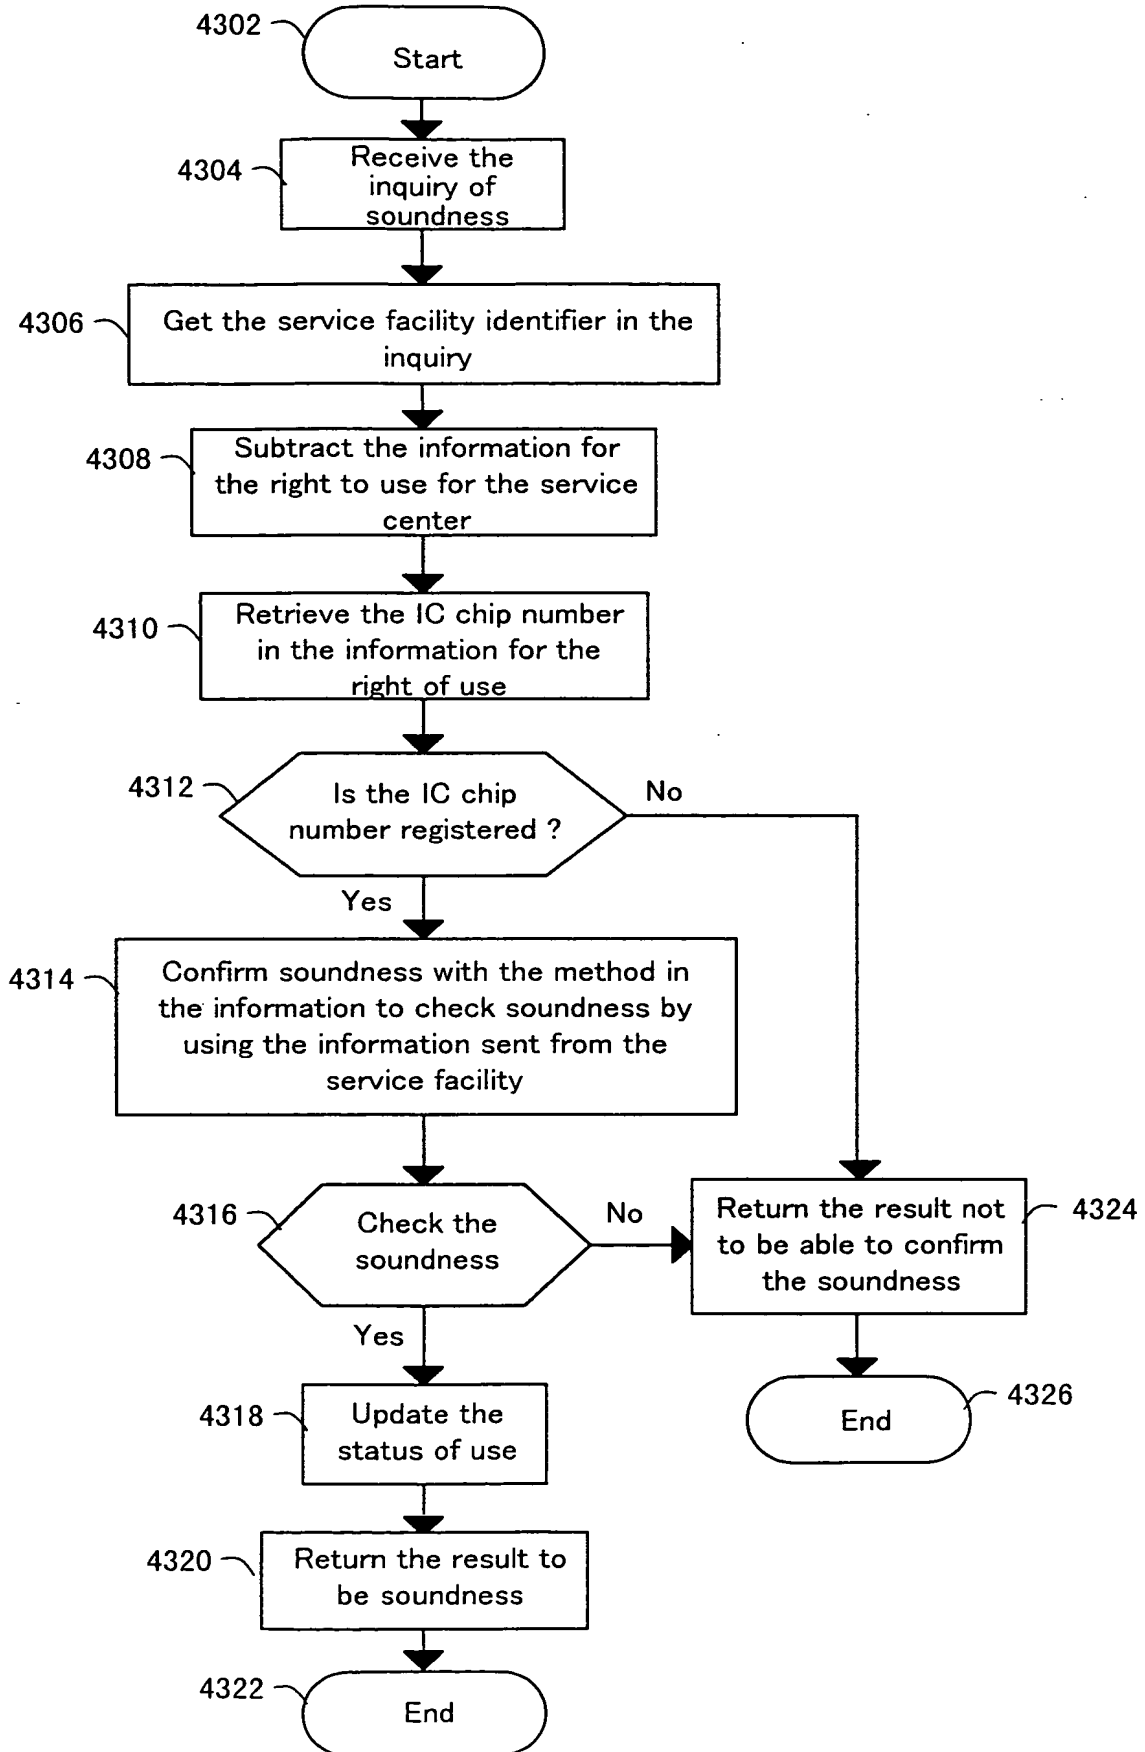 4302
Start
4304
Receive the
inquiry of
soundness
4306
Get the service facility identifier in the
inquiry
4308
Subtract the information for
the right to use for the service
center
4310
Retrieve the IC chip number
in the information for the
right of use
4312
Is the IC chip
number registered ?
No
Yes
4314
Confirm soundness with the method in
the information to check soundness by
using the information sent from the
service facility
4316
Check the
soundness
No
Return the result not
to be able to confirm
the soundness
4324
Yes
4318
Update the
status of use
End
4326
4320
Return the result to
be soundness
4322
End